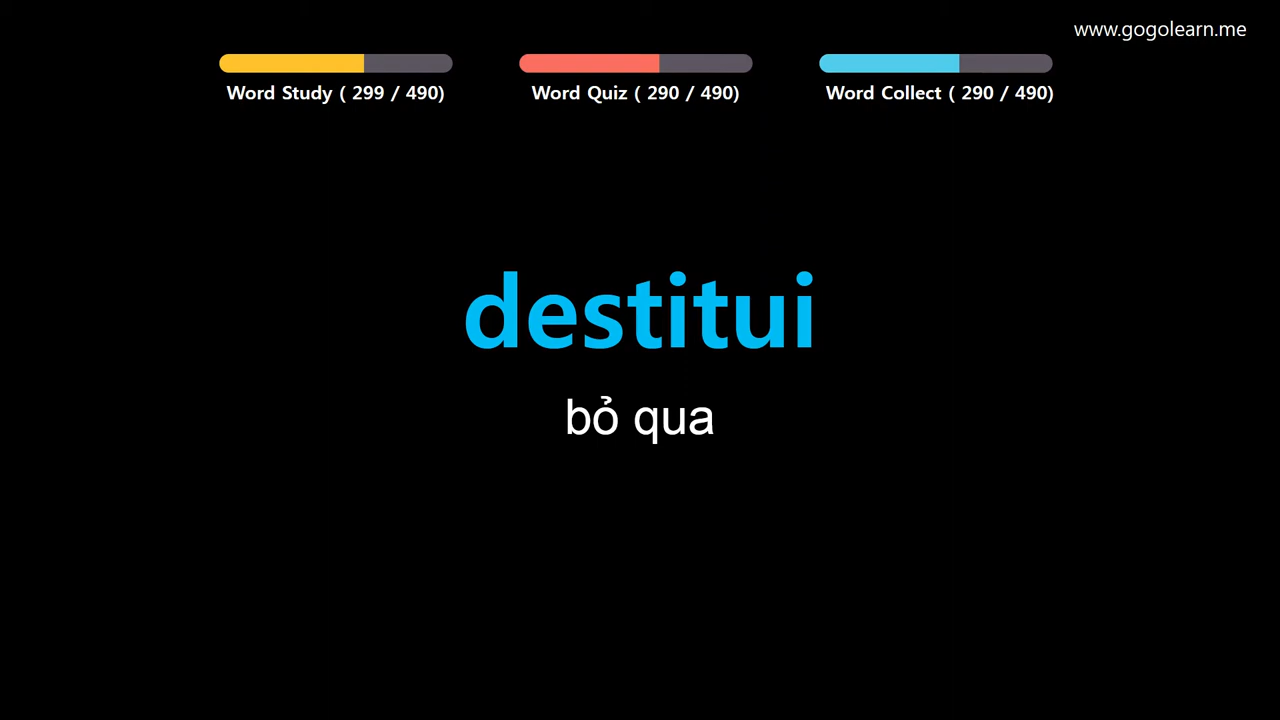 www.gogolearn.me
Word Study ( 299 / 490)
Word Quiz ( 290 / 490)
Word Collect ( 290 / 490)
destitui
bỏ qua